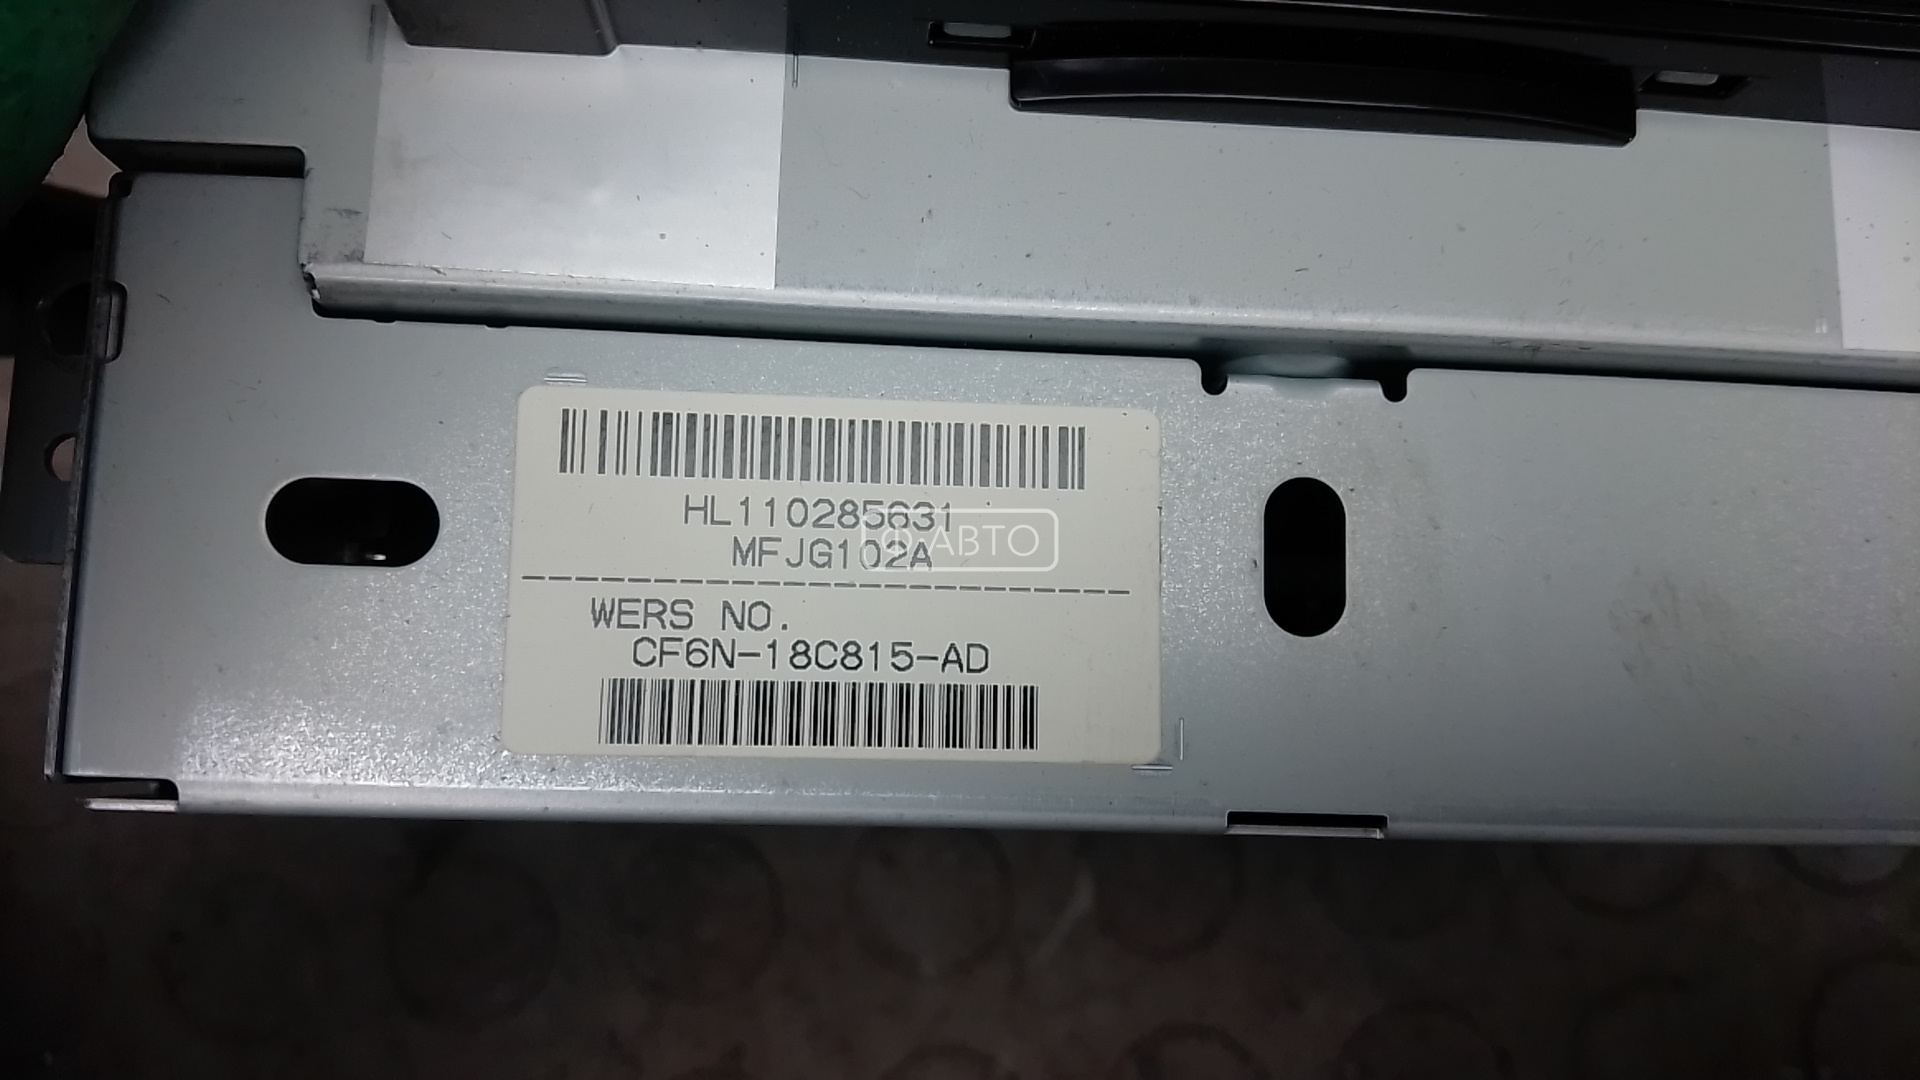 HL110285631
АВТО
MFJG102A
WERS NO.
CF6N-18C815-AD